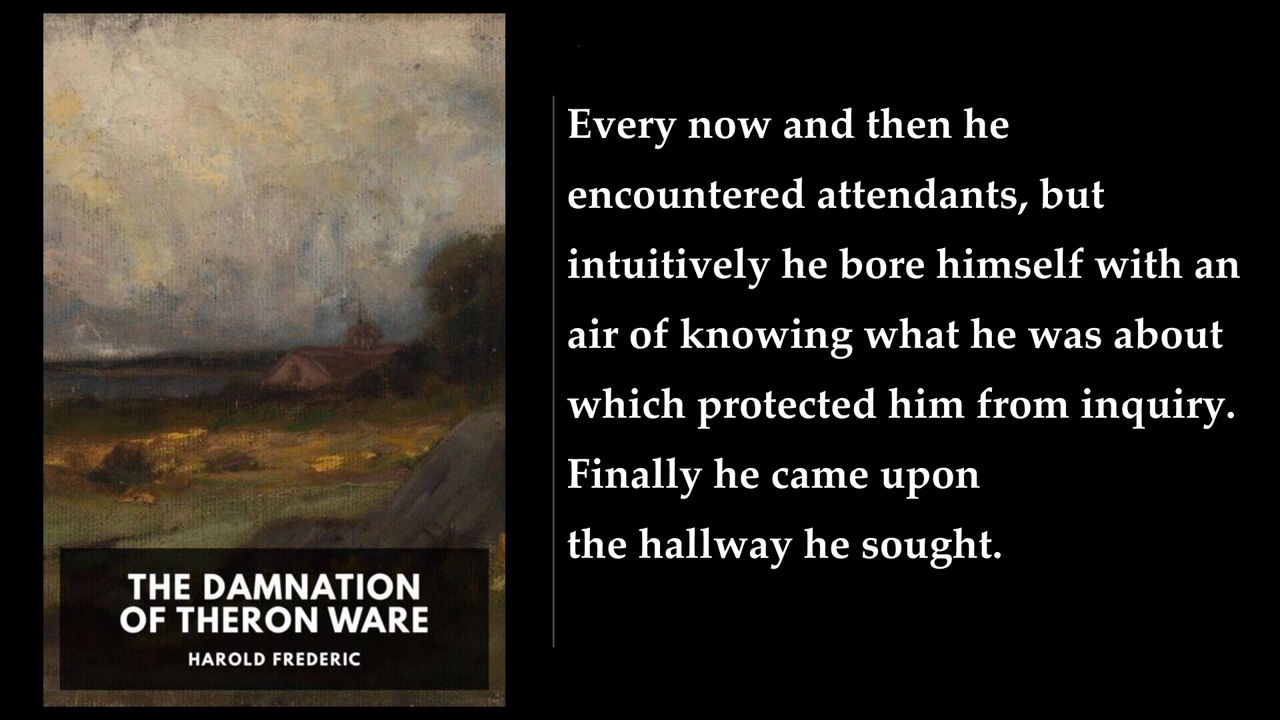 Every now and then he
encountered attendants, but
intuitively he bore himself with an
air of knowing what he was about
which protected him from inquiry.
Finally he came upon
the hallway he sought.
THE DAMNATION
OF THERON WARE
HAROLD FREDERIC